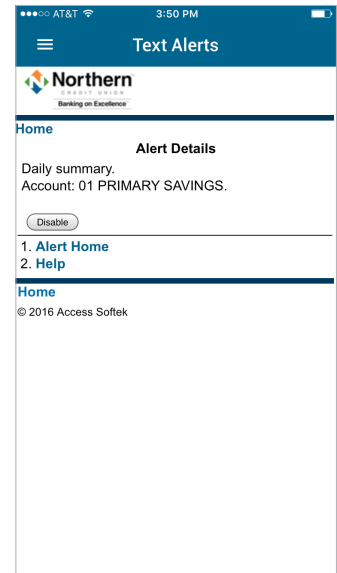 AT&T 3:50 PM
Text Alerts
Northern
CREDIT UNION
Banking on Excellence
Home
Alert Details
Daily summary.
Account: 01 PRIMARY SAVINGS.
Disable
1. Alert Home
2. Help
Home
© 2016 Access Softek